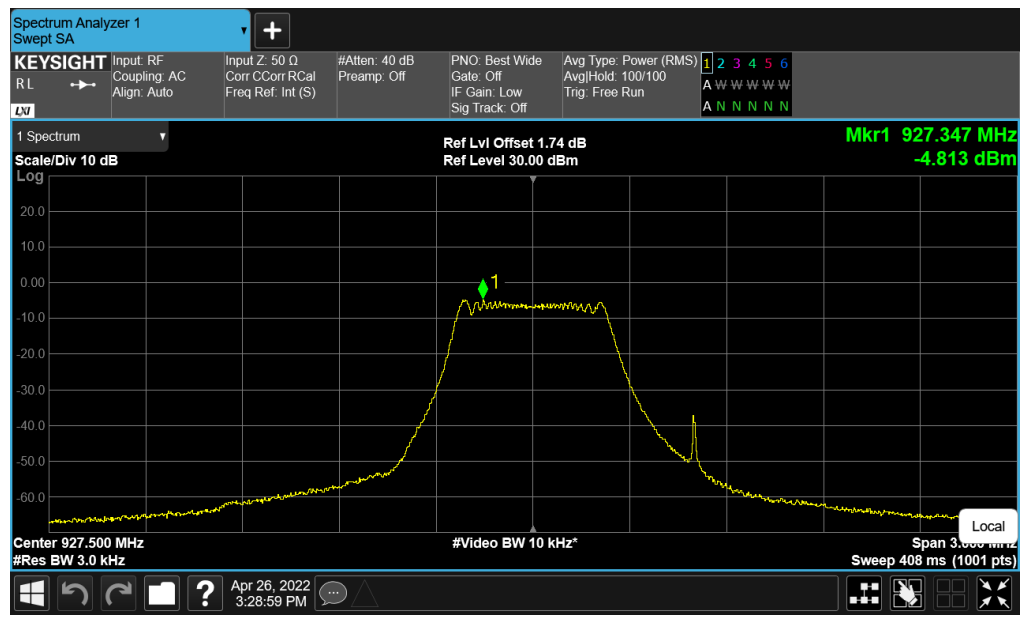 Spectrum Analyzer 1
Swept SA
KEYSIGHT
R L
LXI
Input: RF
Coupling: AC
Align: Auto
Input Z: 50 Ω
Corr CCorr RCal
Freq Ref: Int (S)
#Atten: 40 dB
Preamp: Off
PNO: Best Wide
Gate: Off
IF Gain: Low
Sig Track: Off
Avg Type: Power (RMS)
Avg|Hold: 100/100
Trig: Free Run
1 2 3 4 5 6
A W W W W W
A N N N N N
1 Spectrum
Scale/Div 10 dB
Ref Lvl Offset 1.74 dB
Ref Level 30.00 dBm
Mkr1 927.347 MHz
-4.813 dBm
Log
20.0
10.0
0.00
-10.0
-20.0
-30.0
-40.0
-50.0
-60.0
1
Local
Center 927.500 MHz
#Res BW 3.0 kHz
#Video BW 10 kHz*
Span 3.000 MHz
Sweep 408 ms (1001 pts)
?
Apr 26, 2022
3:28:59 PM